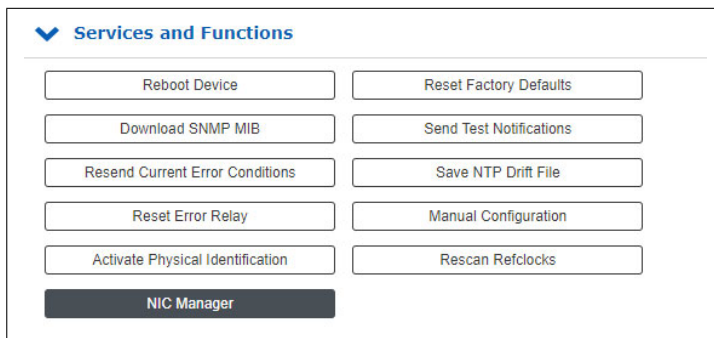 Services and Functions
Reboot Device
Reset Factory Defaults
Download SNMP MIB
Send Test Notifications
Resend Current Error Conditions
Save NTP Drift File
Reset Error Relay
Manual Configuration
Activate Physical Identification
Rescan Refclocks
NIC Manager